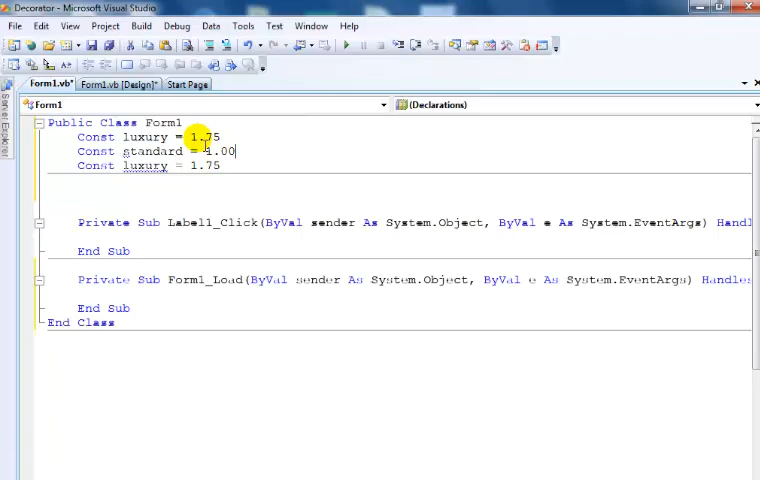 Decorator - Microsoft Visual Studio
File Edit View Project Build Debug Data Tools Test Window Help
Form1.vb* Form1.vb [Design]* Start Page
Form1 (Declarations)
Server Explorer
Public Class Form1
Const luxury = 1.75
Const standard = 1.00
Const luxury = 1.75
Private Sub Label1_Click(ByVal sender As System.Object, ByVal e As System.EventArgs) Handl
End Sub
Private Sub Form1_Load(ByVal sender As System.Object, ByVal e As System.EventArgs) Handles
End Sub
End Class